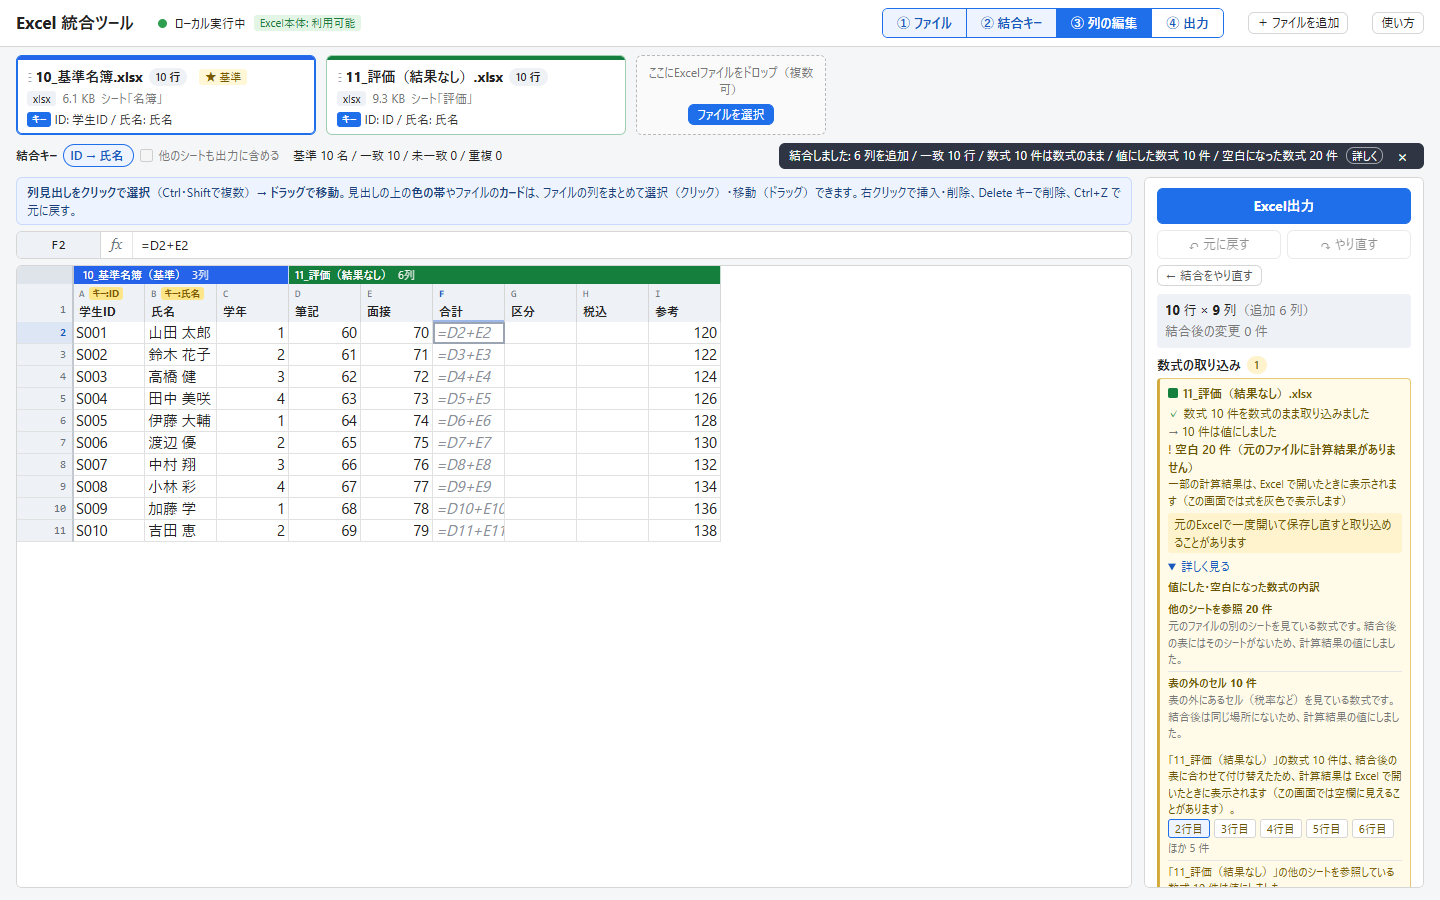 Excel 統合ツール ローカル実行中 Excel本体: 利用可能 ① ファイル ② 結合キー ③ 列の編集 ④ 出力 + ファイルを追加 使い方
10_基準名簿.xlsx 10 行 ★ 基準
xlsx 6.1 KB シート「名簿」
キー ID: 学生ID / 氏名: 氏名
11_評価（結果なし）.xlsx 10 行
xlsx 9.3 KB シート「評価」
キー ID: ID / 氏名: 氏名
ここにExcelファイルをドロップ（複数
可）
ファイルを選択
結合キー ID → 氏名 他のシートも出力に含める 基準 10 名 / 一致 10 / 未一致 0 / 重複 0
結合しました: 6 列を追加 / 一致 10 行 / 数式 10 件は数式のまま / 値にした数式 10 件 / 空白になった数式 20 件 詳しく ×
列見出しをクリックで選択（Ctrl・Shiftで複数）→ ドラッグで移動。見出しの上の色の帯やファイルのカードは、ファイルの列をまとめて選択（クリック）・移動（ドラッグ）できます。右クリックで挿入・削除、Delete キーで削除、Ctrl+Z で
元に戻す。
F2 fx =D2+E2
10_基準名簿（基準） 3列 11_評価（結果なし） 6列
A キー→ID B キー→氏名 C D E F G H I
1 学生ID 氏名 学年 筆記 面接 合計 区分 税込 参考
2 S001 山田 太郎 1 60 70 =D2+E2 120
3 S002 鈴木 花子 2 61 71 =D3+E3 122
4 S003 高橋 健 3 62 72 =D4+E4 124
5 S004 田中 美咲 4 63 73 =D5+E5 126
6 S005 伊藤 大輔 1 64 74 =D6+E6 128
7 S006 渡辺 優 2 65 75 =D7+E7 130
8 S007 中村 翔 3 66 76 =D8+E8 132
9 S008 小林 彩 4 67 77 =D9+E9 134
10 S009 加藤 学 1 68 78 =D10+E10 136
11 S010 吉田 恵 2 69 79 =D11+E11 138
Excel出力
↶ 元に戻す ↷ やり直す
← 結合をやり直す
10 行 × 9 列（追加 6 列）
結合後の変更 0 件
数式の取り込み 1
11_評価（結果なし）.xlsx
✓ 数式 10 件を数式のまま取り込みました
→ 10 件は値にしました
! 空白 20 件（元のファイルに計算結果がありま
せん）
一部の計算結果は、Excel で開いたときに表示されま
す（この画面では式を灰色で表示します）
元のExcelで一度開いて保存し直すと取り込め
ることがあります
▼ 詳しく見る
値にした・空白になった数式の内訳
他のシートを参照 20 件
元のファイルの別のシートを見ている数式です。結合後
の表にはそのシートがないため、計算結果の値にしまし
た。
表の外のセル 10 件
表の外にあるセル（税率など）を見ている数式です。
結合後は同じ場所にないため、計算結果の値にしまし
た。
「11_評価（結果なし）」の数式 10 件は、結合後の
表に合わせて付け替えたため、計算結果は Excel で開
いたときに表示されます（この画面では空欄に見えるこ
とがあります）。
2行目 3行目 4行目 5行目 6行目
ほか 5 件
「11_評価（結果なし）」の他のシートを参照している